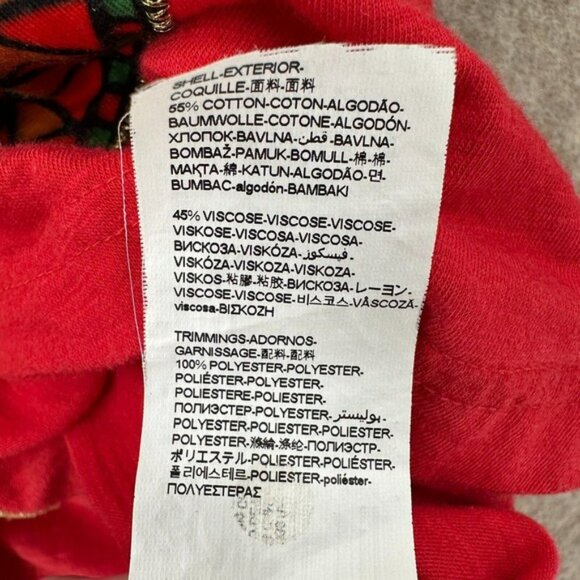 SHELL-EXTERIOR-
COQUILLE-面料-面料
55% COTTON-COTON-ALGODÃO-
BAUMWOLLE-COTONE-ALGODÓN-
ХЛОПОК-BAVLNA-قطن-BAVLNA-
BOMBAŽ-PAMUK-BOMULL-棉-棉-
МАҚТА-綿-KATUN-ALGODÃO-면-
BUMBAC-algodón-BAMBAKI
45% VISCOSE-VISCOSE-VISCOSE-
VISKOSE-VISCOSA-VISCOSA-
ВИСКОЗА-VISKÓZA-فيسكوز-
VISKÓZA-VISKOZA-VISKOZA-
VISKOS-粘膠-粘胶-ВИСКОЗА-レーヨン-
VISCOSE-VISCOSE-비스코스-VÂSCOZĂ-
viscosa-ΒΙΣΚΟΖΗ
TRIMMINGS-ADORNOS-
GARNISSAGE-配料-配料
100% POLYESTER-POLYESTER-
POLIÉSTER-POLYESTER-
POLIESTERE-POLIÉSTER-
ПОЛИЭСТЕР-POLYESTER-بوليستر-
POLYESTER-POLIESTER-POLIESTER-
POLYESTER-滌綸-涤纶-ПОЛИЭСТР-
ポリエステル-POLIESTER-POLIÉSTER-
폴리에스테르-POLIESTER-poliéster-
ΠΟΛΥΕΣΤΕΡΑΣ